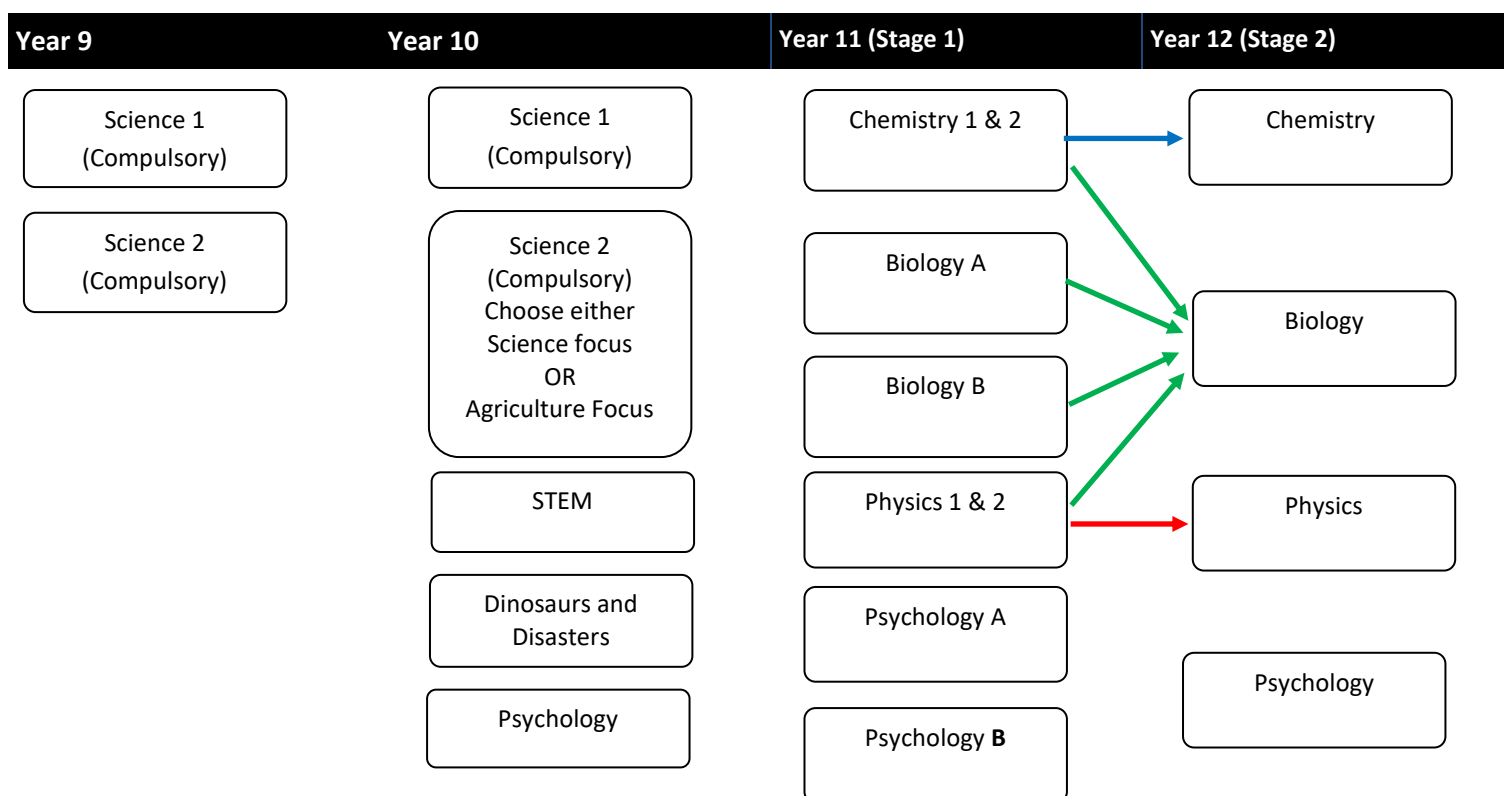 Year 9
Year 10
Year 11 (Stage 1)
Year 12 (Stage 2)
Science 1
(Compulsory)
Science 2
(Compulsory)
Science 1
(Compulsory)
Science 2
(Compulsory)
Choose either
Science focus
OR
Agriculture Focus
STEM
Dinosaurs and
Disasters
Psychology
Chemistry 1 & 2
Biology A
Biology B
Physics 1 & 2
Psychology A
Psychology B
Chemistry
Biology
Physics
Psychology